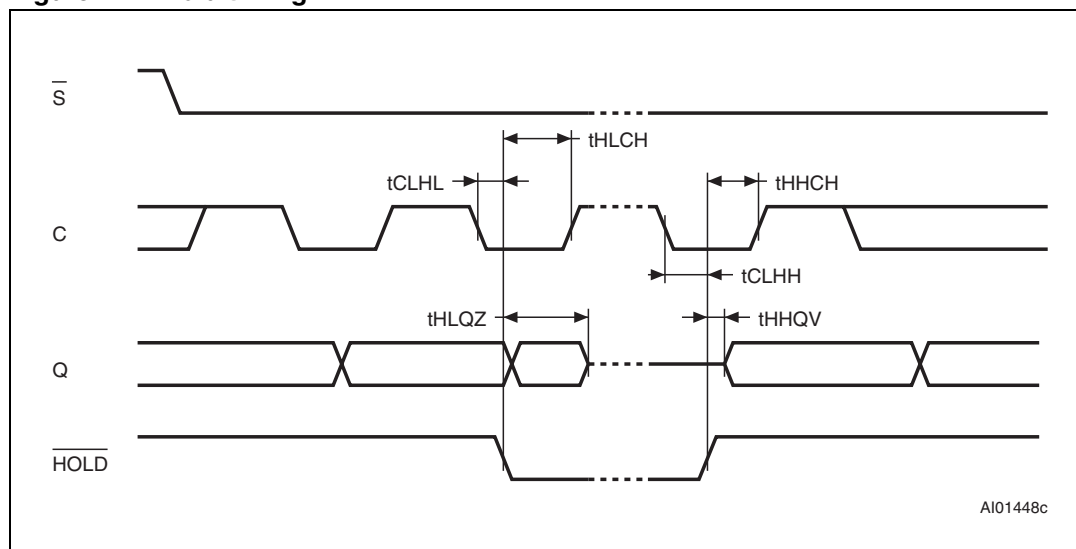 S
tHLCH
tCLHL
tHHCH
C
tCLHH
tHLQZ
tHHQV
Q
HOLD
AI01448c